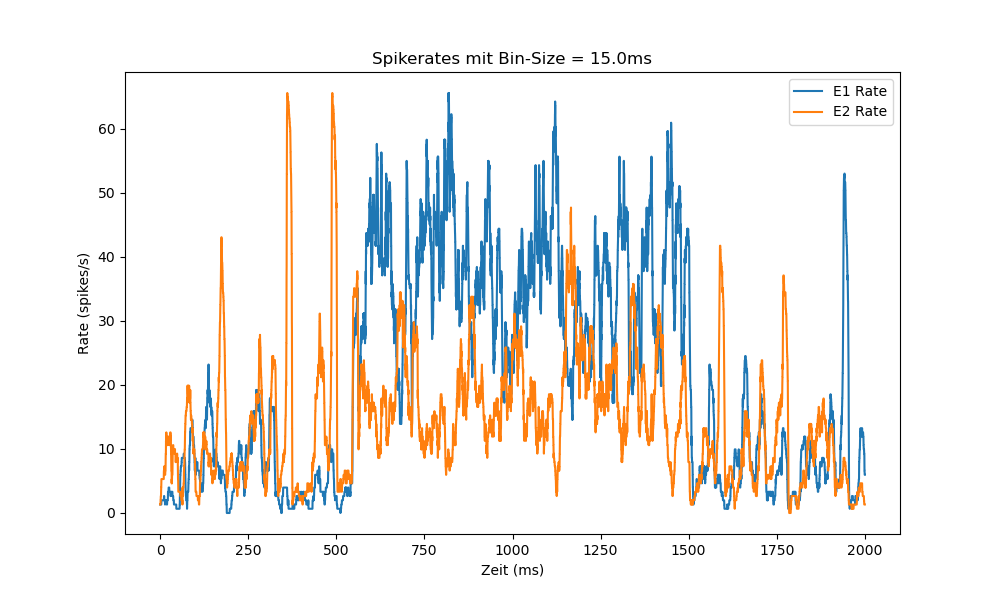 Spikerates mit Bin-Size = 15.0ms
E1 Rate
E2 Rate
60
50
40
30
20
10
0
Rate (spikes/s)
0 250 500 750 1000 1250 1500 1750 2000
Zeit (ms)